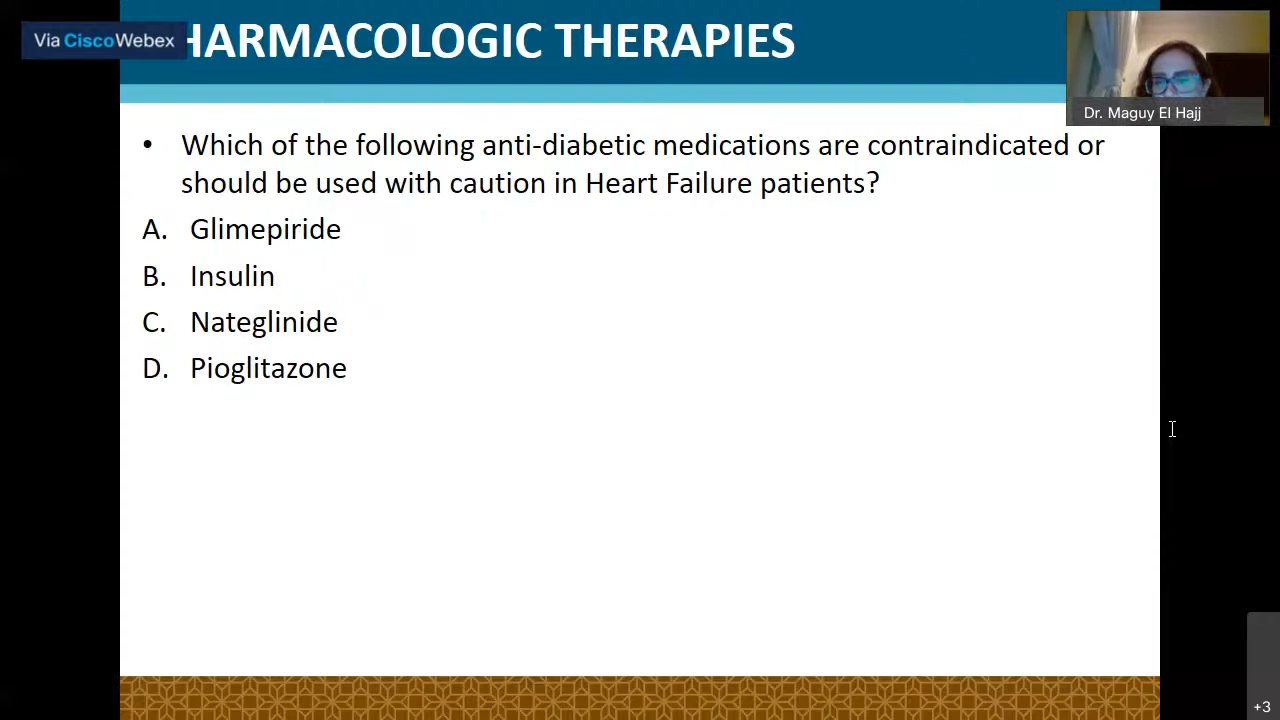 Via CiscoWebex
HARMACOLOGIC THERAPIES
Dr. Maguy El Hajj
• Which of the following anti-diabetic medications are contraindicated or
should be used with caution in Heart Failure patients?
A. Glimepiride
B. Insulin
C. Nateglinide
D. Pioglitazone
+3